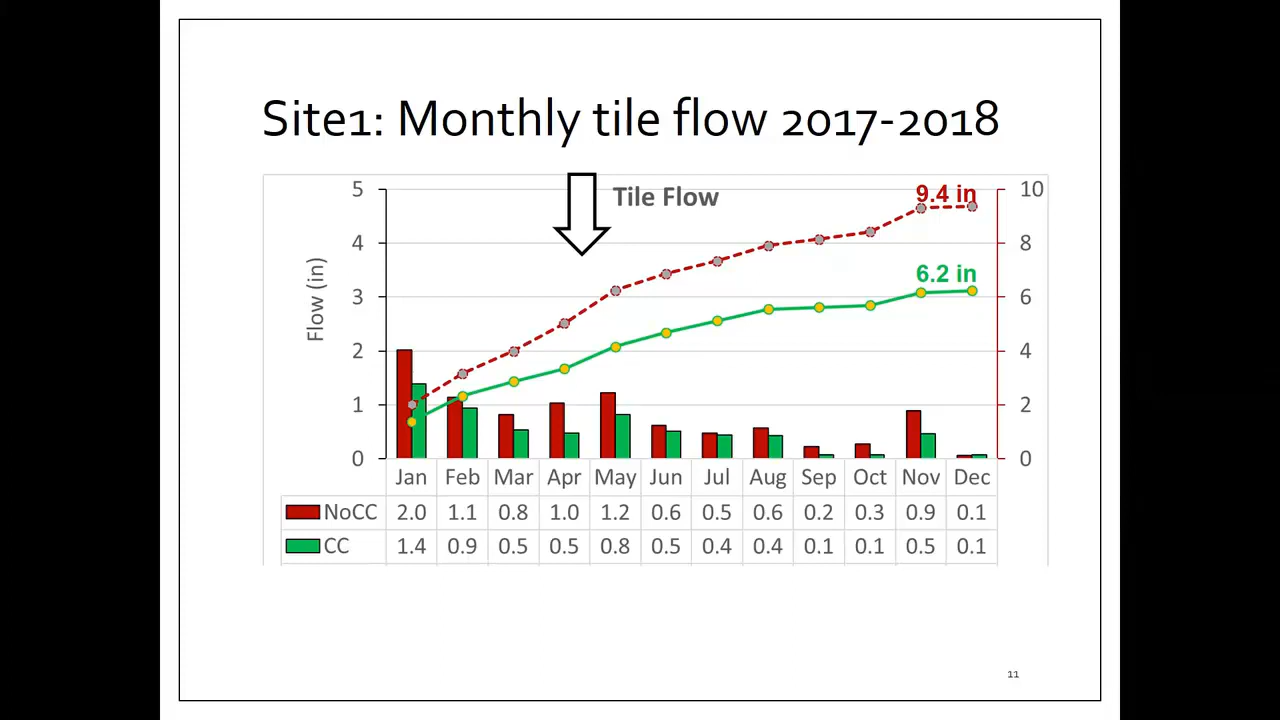 Site1: Monthly tile flow 2017-2018
Tile Flow
9.4 in
6.2 in
Flow (in)
5
4
3
2
1
0
10
8
6
4
2
0
Jan Feb Mar Apr May Jun Jul Aug Sep Oct Nov Dec
NoCC 2.0 1.1 0.8 1.0 1.2 0.6 0.5 0.6 0.2 0.3 0.9 0.1
CC 1.4 0.9 0.5 0.5 0.8 0.5 0.4 0.4 0.1 0.1 0.5 0.1
11